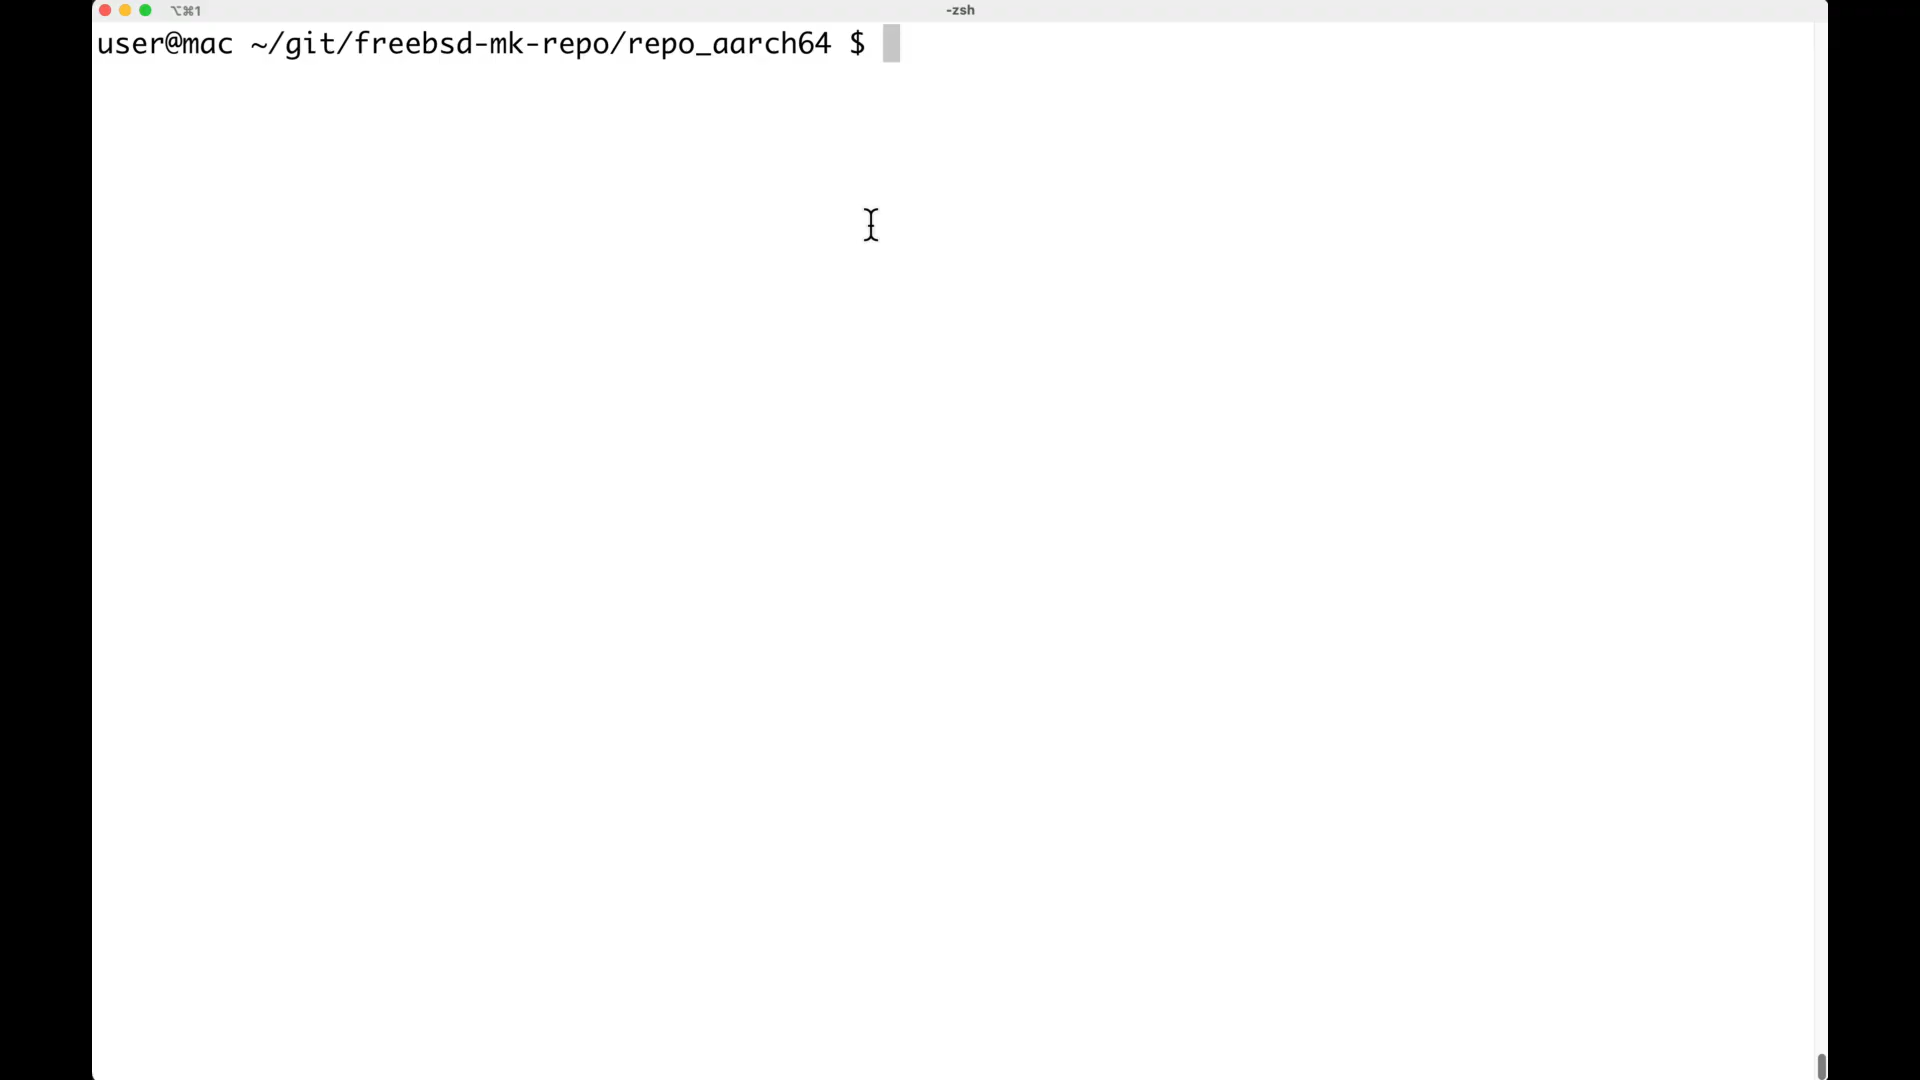 ⌥⌘1
-zsh
user@mac ~/git/freebsd-mk-repo/repo_aarch64 $